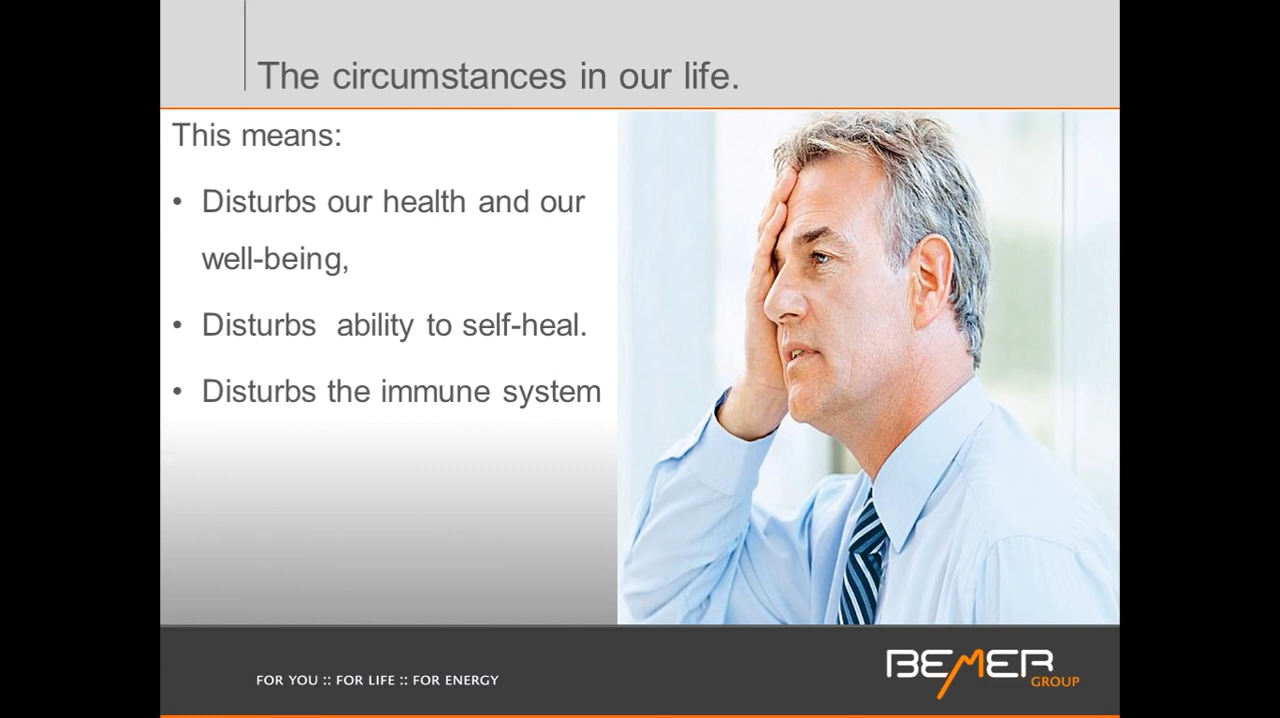 The circumstances in our life.
This means:
• Disturbs our health and our
well-being,
• Disturbs  ability to self-heal.
• Disturbs the immune system
FOR YOU :: FOR LIFE :: FOR ENERGY
BEMER
GROUP